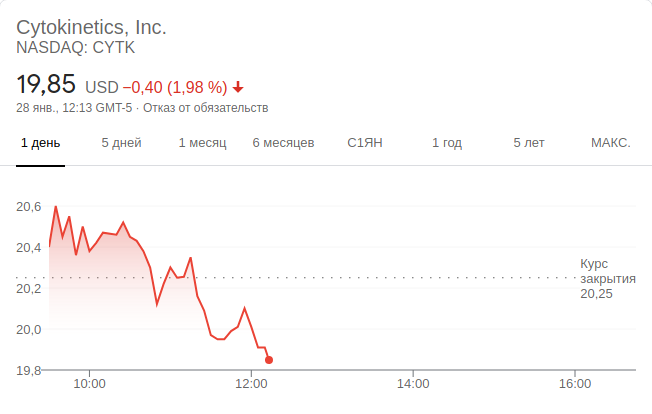 Cytokinetics, Inc.
NASDAQ: CYTK
19,85 USD −0,40 (1,98 %)
28 янв., 12:13 GMT-5 · Отказ от обязательств
1 день 5 дней 1 месяц 6 месяцев С1ЯН 1 год 5 лет МАКС.
20,6
20,4
Курс
закрытия
20,25
20,2
20,0
19,8
10:00 12:00 14:00 16:00